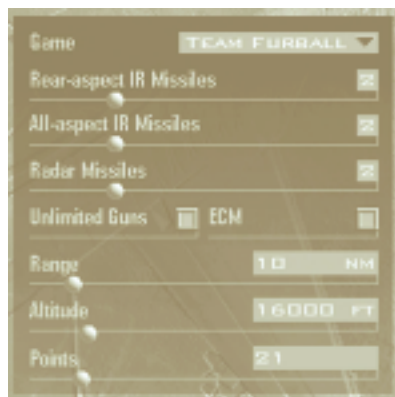 Game TEAM FURBALL
Rear-aspect IR Missiles 2
All-aspect IR Missiles 2
Radar Missiles 2
Unlimited Guns ECM
Range 10 NM
Altitude 16000 FT
Points 21